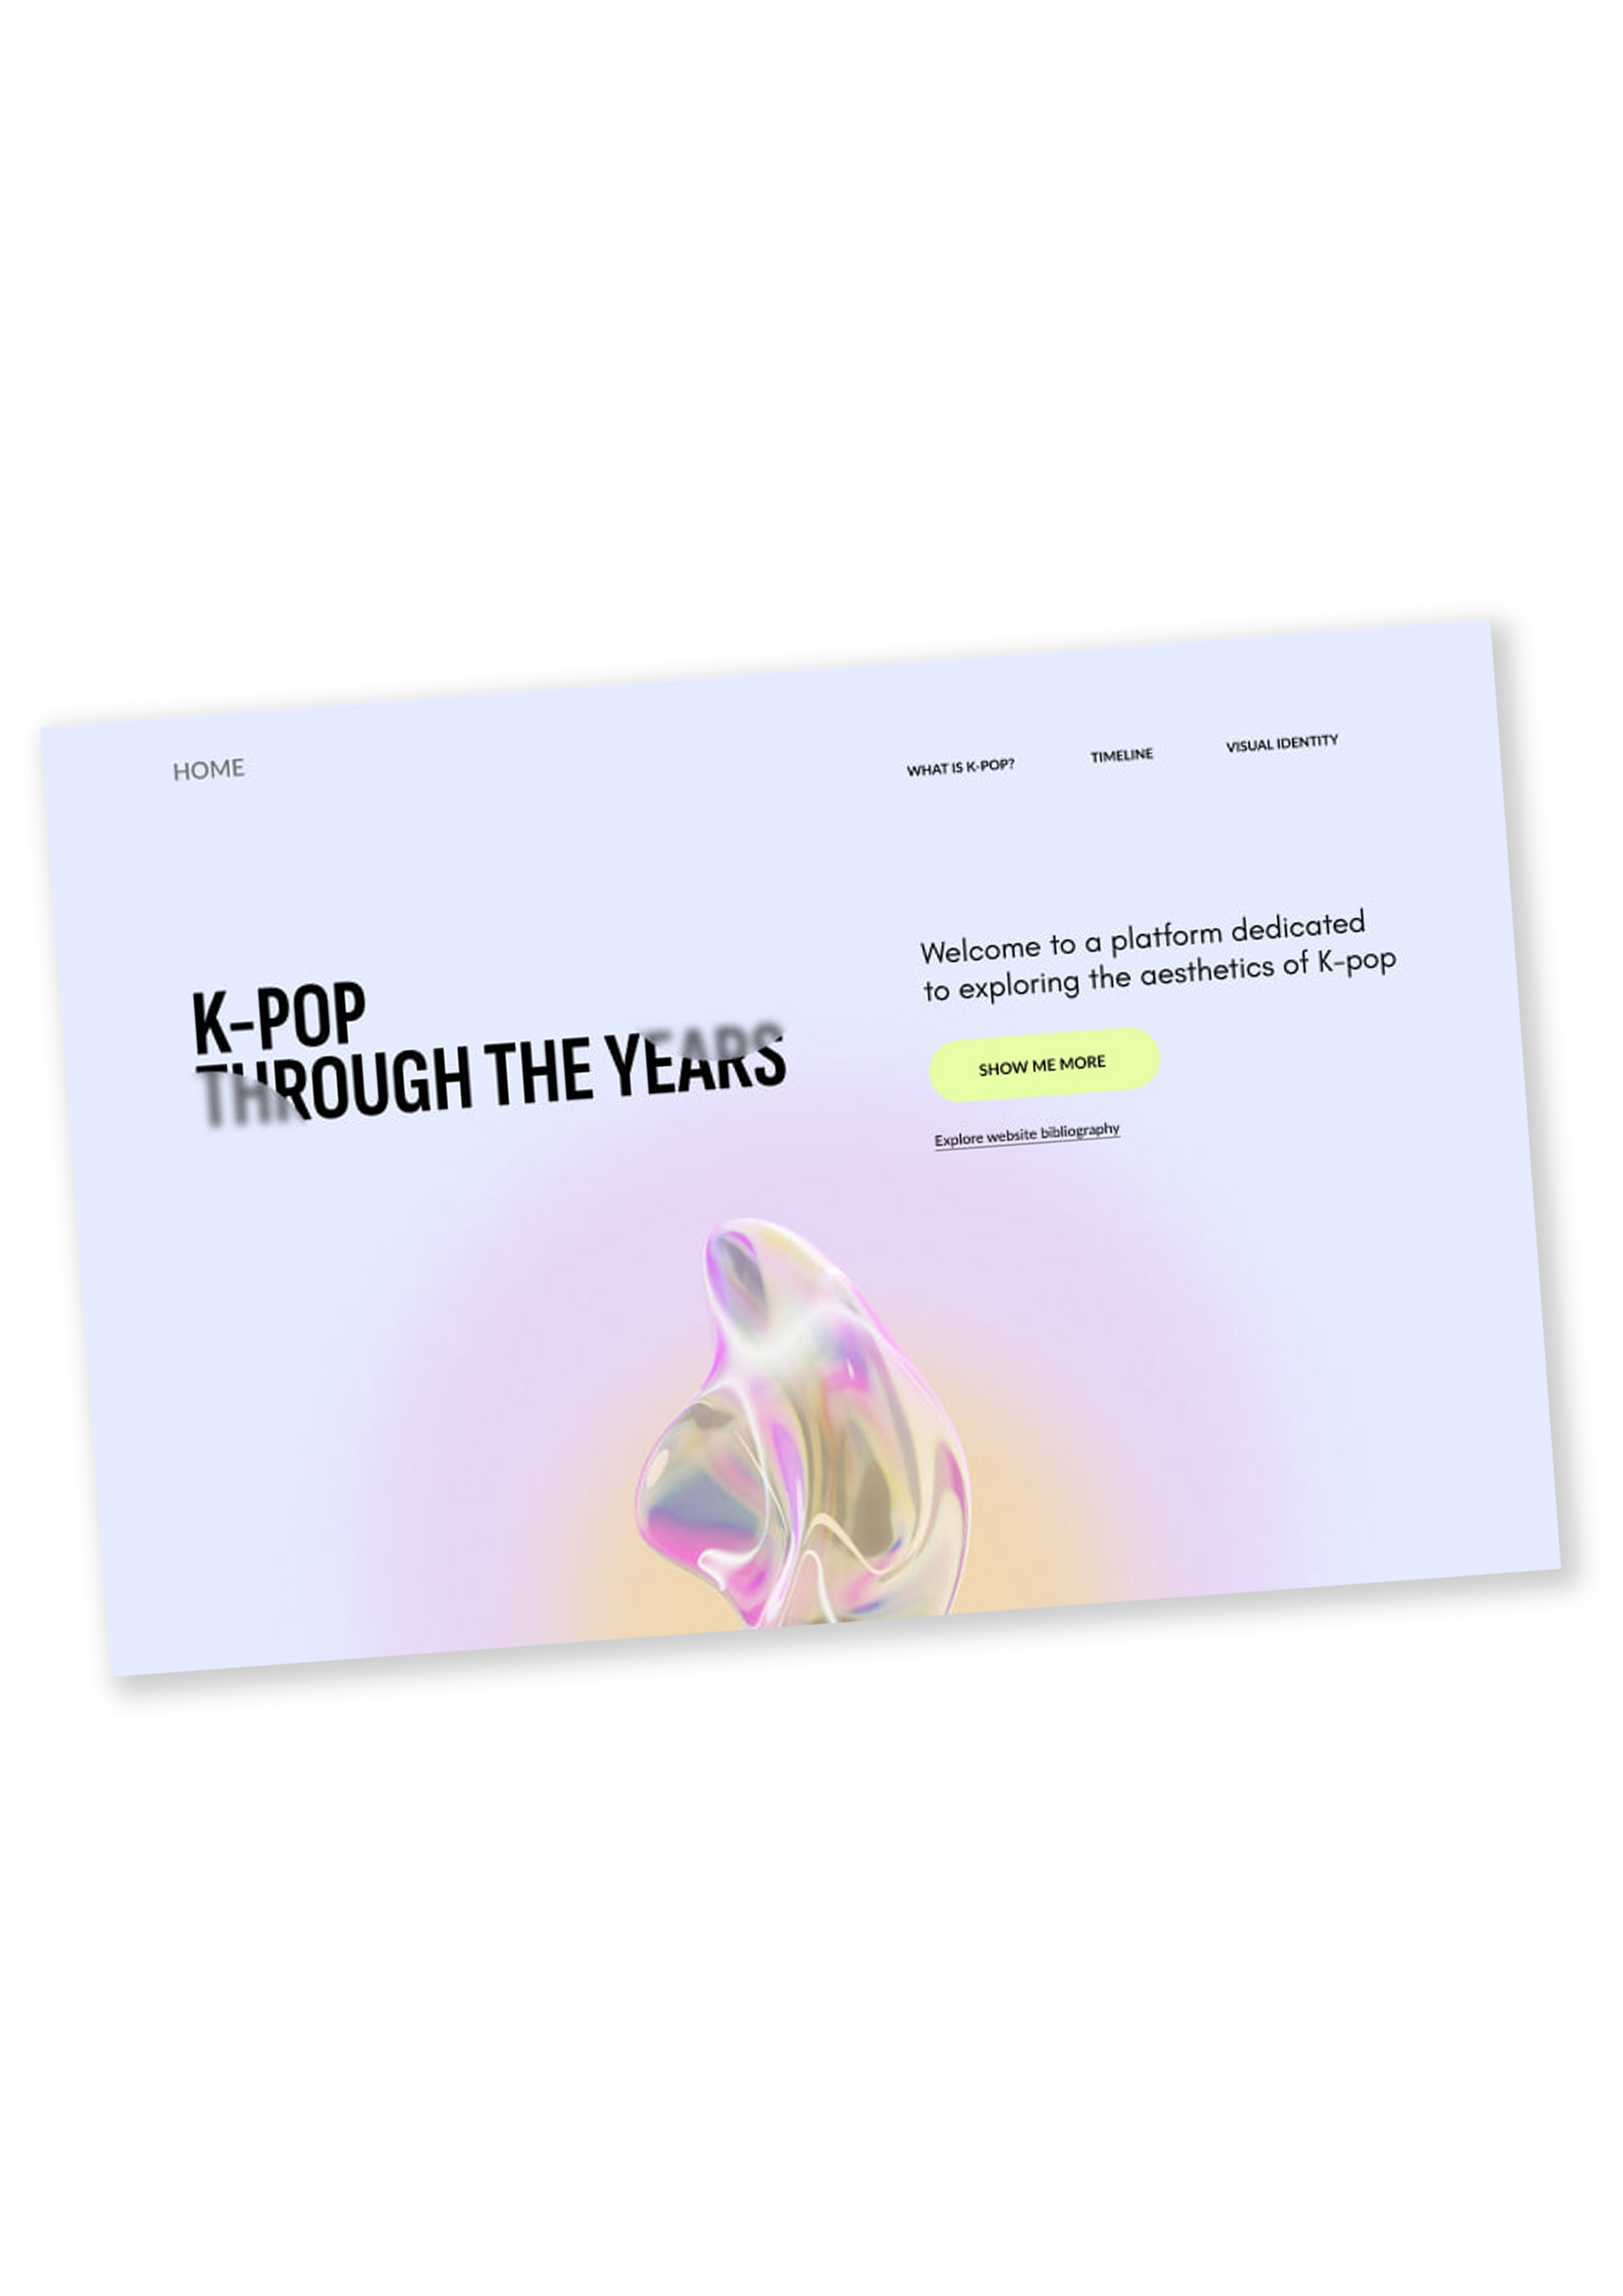 HOME
WHAT IS K-POP?
TIMELINE
VISUAL IDENTITY
K-POP
THROUGH THE YEARS
Welcome to a platform dedicated
to exploring the aesthetics of K-pop
SHOW ME MORE
Explore website bibliography